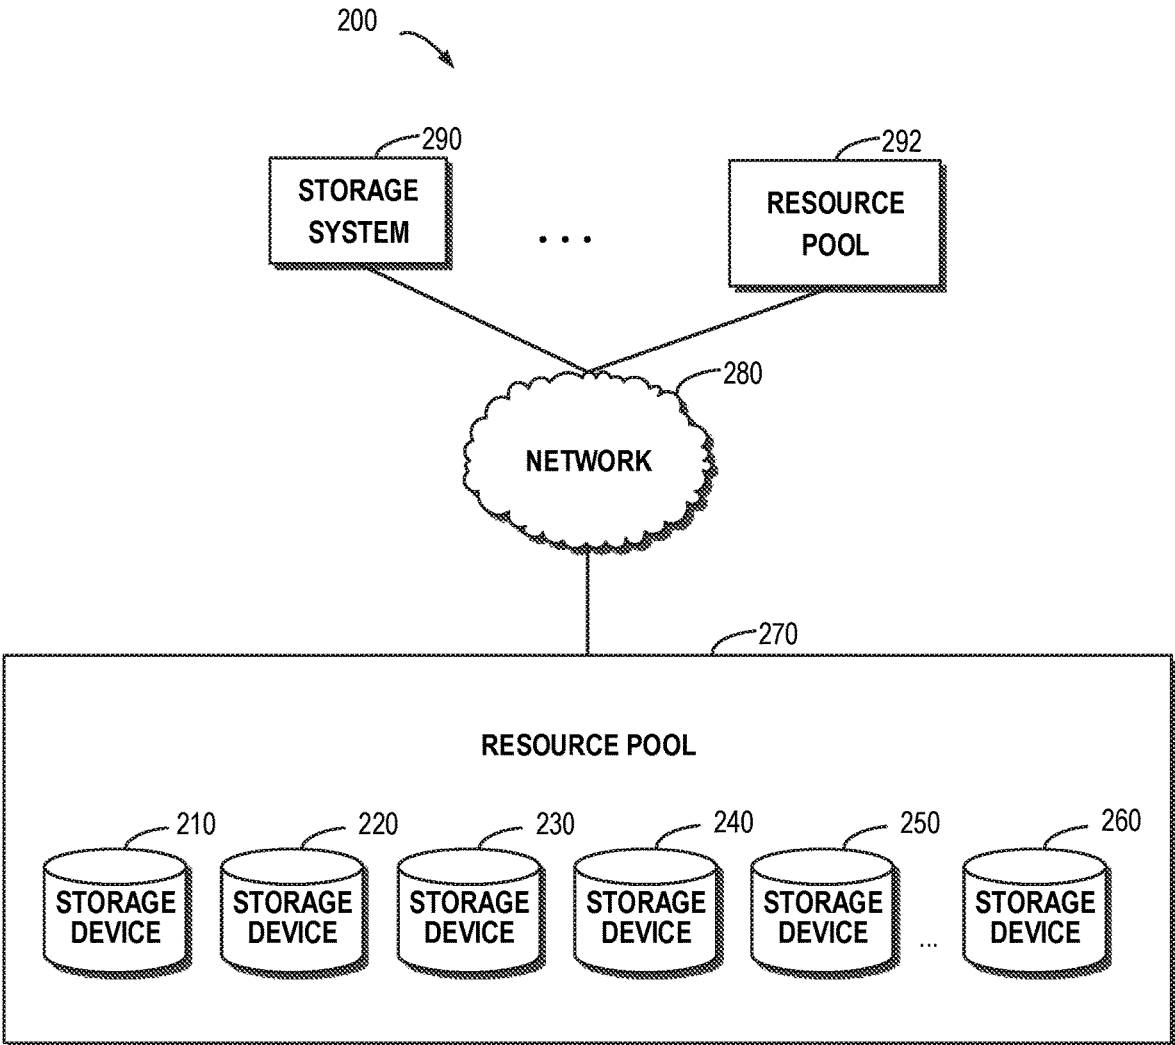 200
290
292
STORAGE
SYSTEM
...
RESOURCE
POOL
280
NETWORK
270
RESOURCE POOL
210
220
230
240
250
260
STORAGE
DEVICE
STORAGE
DEVICE
STORAGE
DEVICE
STORAGE
DEVICE
STORAGE
DEVICE
...
STORAGE
DEVICE